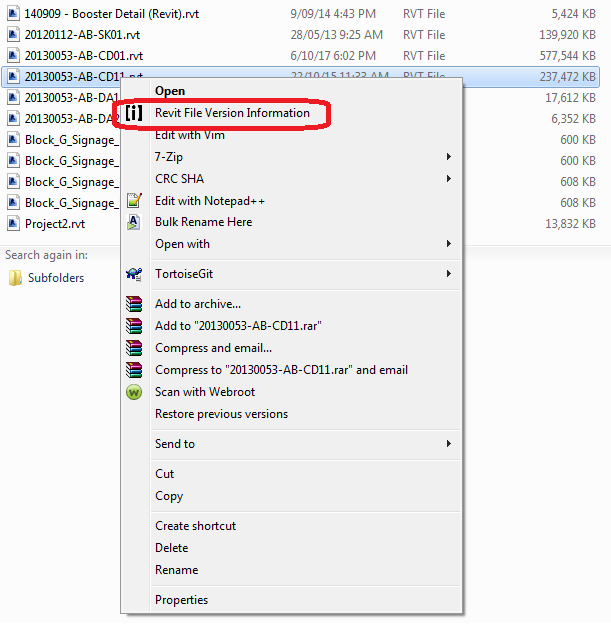 140909 - Booster Detail (Revit).rvt 9/09/14 4:43 PM RVT File 5,424 KB
20120112-AB-SK01.rvt 28/05/13 9:25 AM RVT File 139,920 KB
20130053-AB-CD01.rvt 6/10/17 6:02 PM RVT File 577,544 KB
20130053-AB-CD11.rvt 22/10/15 11:33 AM RVT File 237,472 KB
20130053-AB-DA1 17,612 KB
20130053-AB-DA2 6,352 KB
Block_G_Signage_ 600 KB
Block_G_Signage_ 600 KB
Block_G_Signage_ 608 KB
Block_G_Signage_ 608 KB
Project2.rvt 13,832 KB
Search again in:
Subfolders
Open
[i] Revit File Version Information
Edit with Vim
7-Zip
CRC SHA
Edit with Notepad++
Bulk Rename Here
Open with
TortoiseGit
Add to archive...
Add to "20130053-AB-CD11.rar"
Compress and email...
Compress to "20130053-AB-CD11.rar" and email
Scan with Webroot
Restore previous versions
Send to
Cut
Copy
Create shortcut
Delete
Rename
Properties